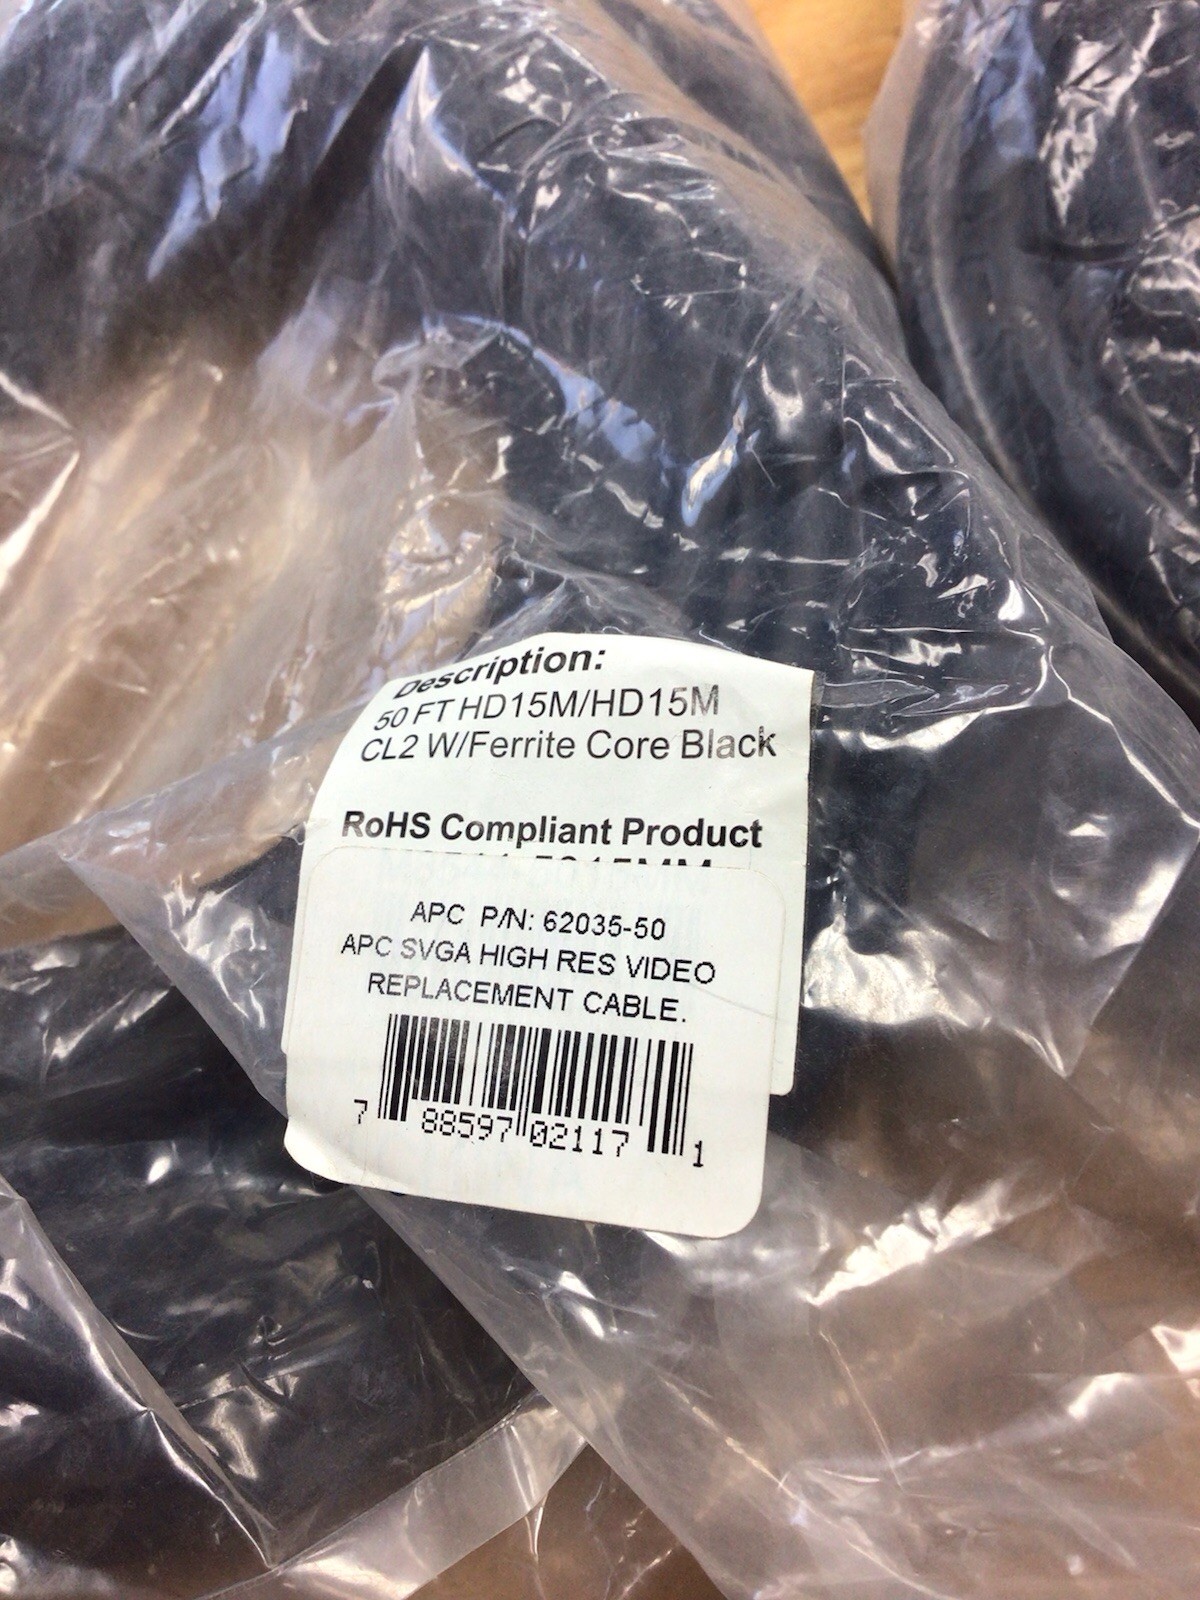 Description:
50 FT HD15M/HD15M
CL2 W/Ferrite Core Black
RoHS Compliant Product
APC P/N: 62035-50
APC SVGA HIGH RES VIDEO
REPLACEMENT CABLE.
7 88597 02117 1